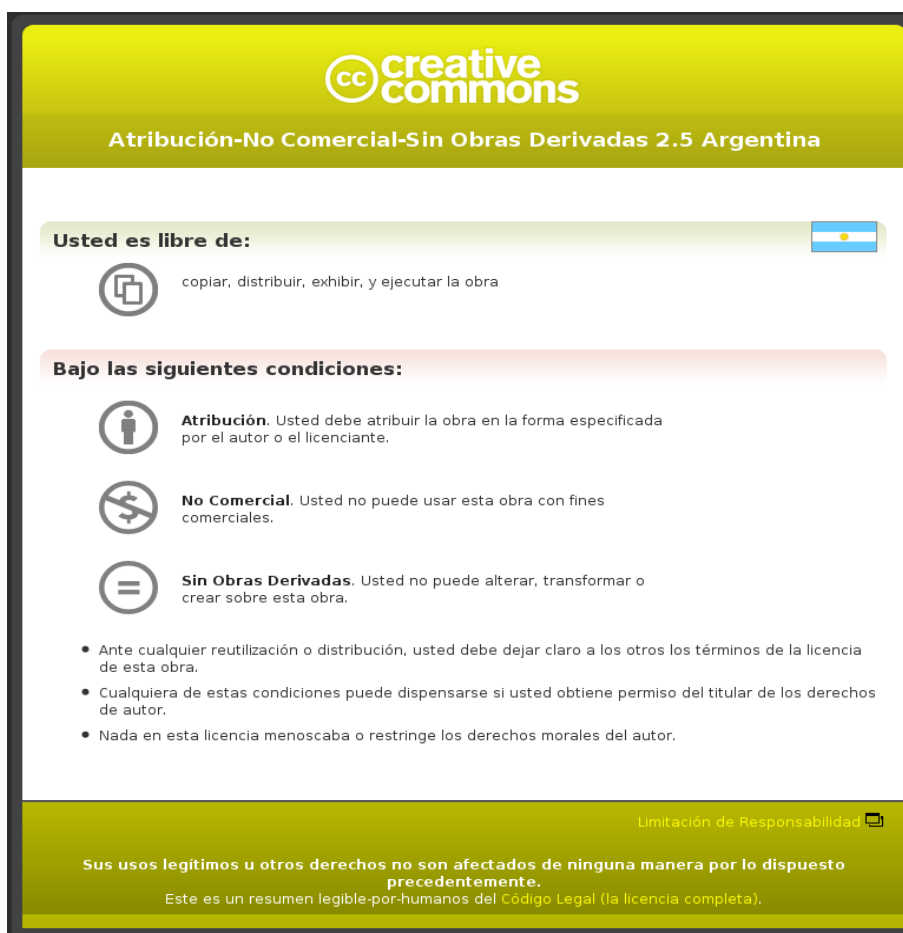 cc creative commons
Atribución-No Comercial-Sin Obras Derivadas 2.5 Argentina
Usted es libre de:
copiar, distribuir, exhibir, y ejecutar la obra
Bajo las siguientes condiciones:
Atribución. Usted debe atribuir la obra en la forma especificada
por el autor o el licenciante.
$
No Comercial. Usted no puede usar esta obra con fines
comerciales.
=
Sin Obras Derivadas. Usted no puede alterar, transformar o
crear sobre esta obra.
• Ante cualquier reutilización o distribución, usted debe dejar claro a los otros los términos de la licencia
de esta obra.
• Cualquiera de estas condiciones puede dispensarse si usted obtiene permiso del titular de los derechos
de autor.
• Nada en esta licencia menoscaba o restringe los derechos morales del autor.
Limitación de Responsabilidad
Sus usos legítimos u otros derechos no son afectados de ninguna manera por lo dispuesto
precedentemente.
Este es un resumen legible-por-humanos del Código Legal (la licencia completa).